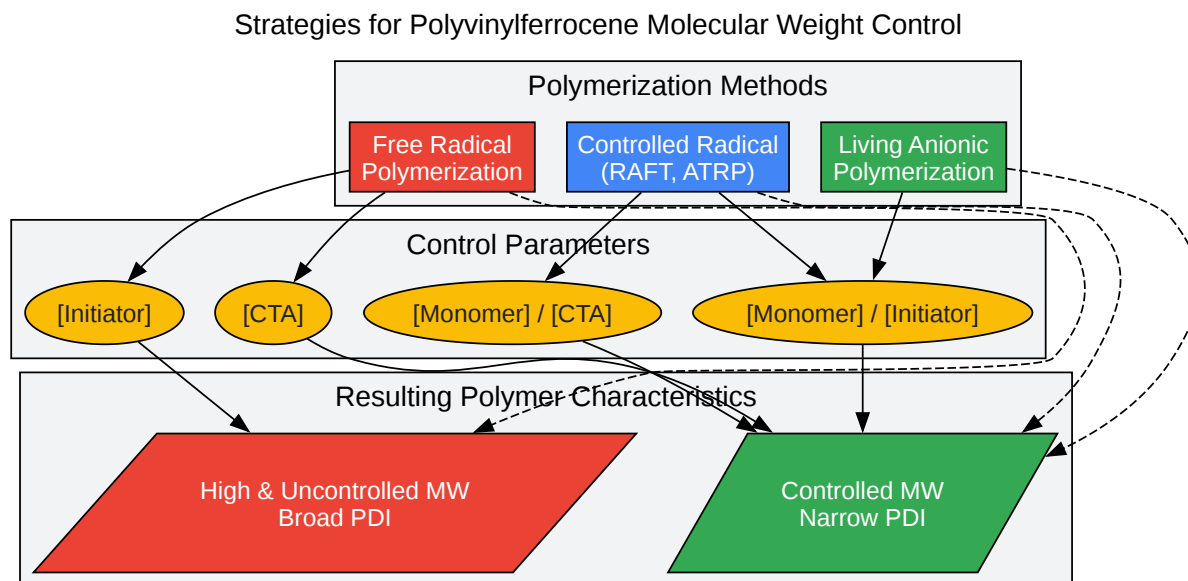 Strategies for Polyvinylferrocene Molecular Weight Control
Polymerization Methods
Free Radical
Polymerization
Controlled Radical
(RAFT, ATRP)
Living Anionic
Polymerization
Control Parameters
[Initiator]
[CTA]
[Monomer] / [CTA]
[Monomer] / [Initiator]
Resulting Polymer Characteristics
High & Uncontrolled MW
Broad PDI
Controlled MW
Narrow PDI